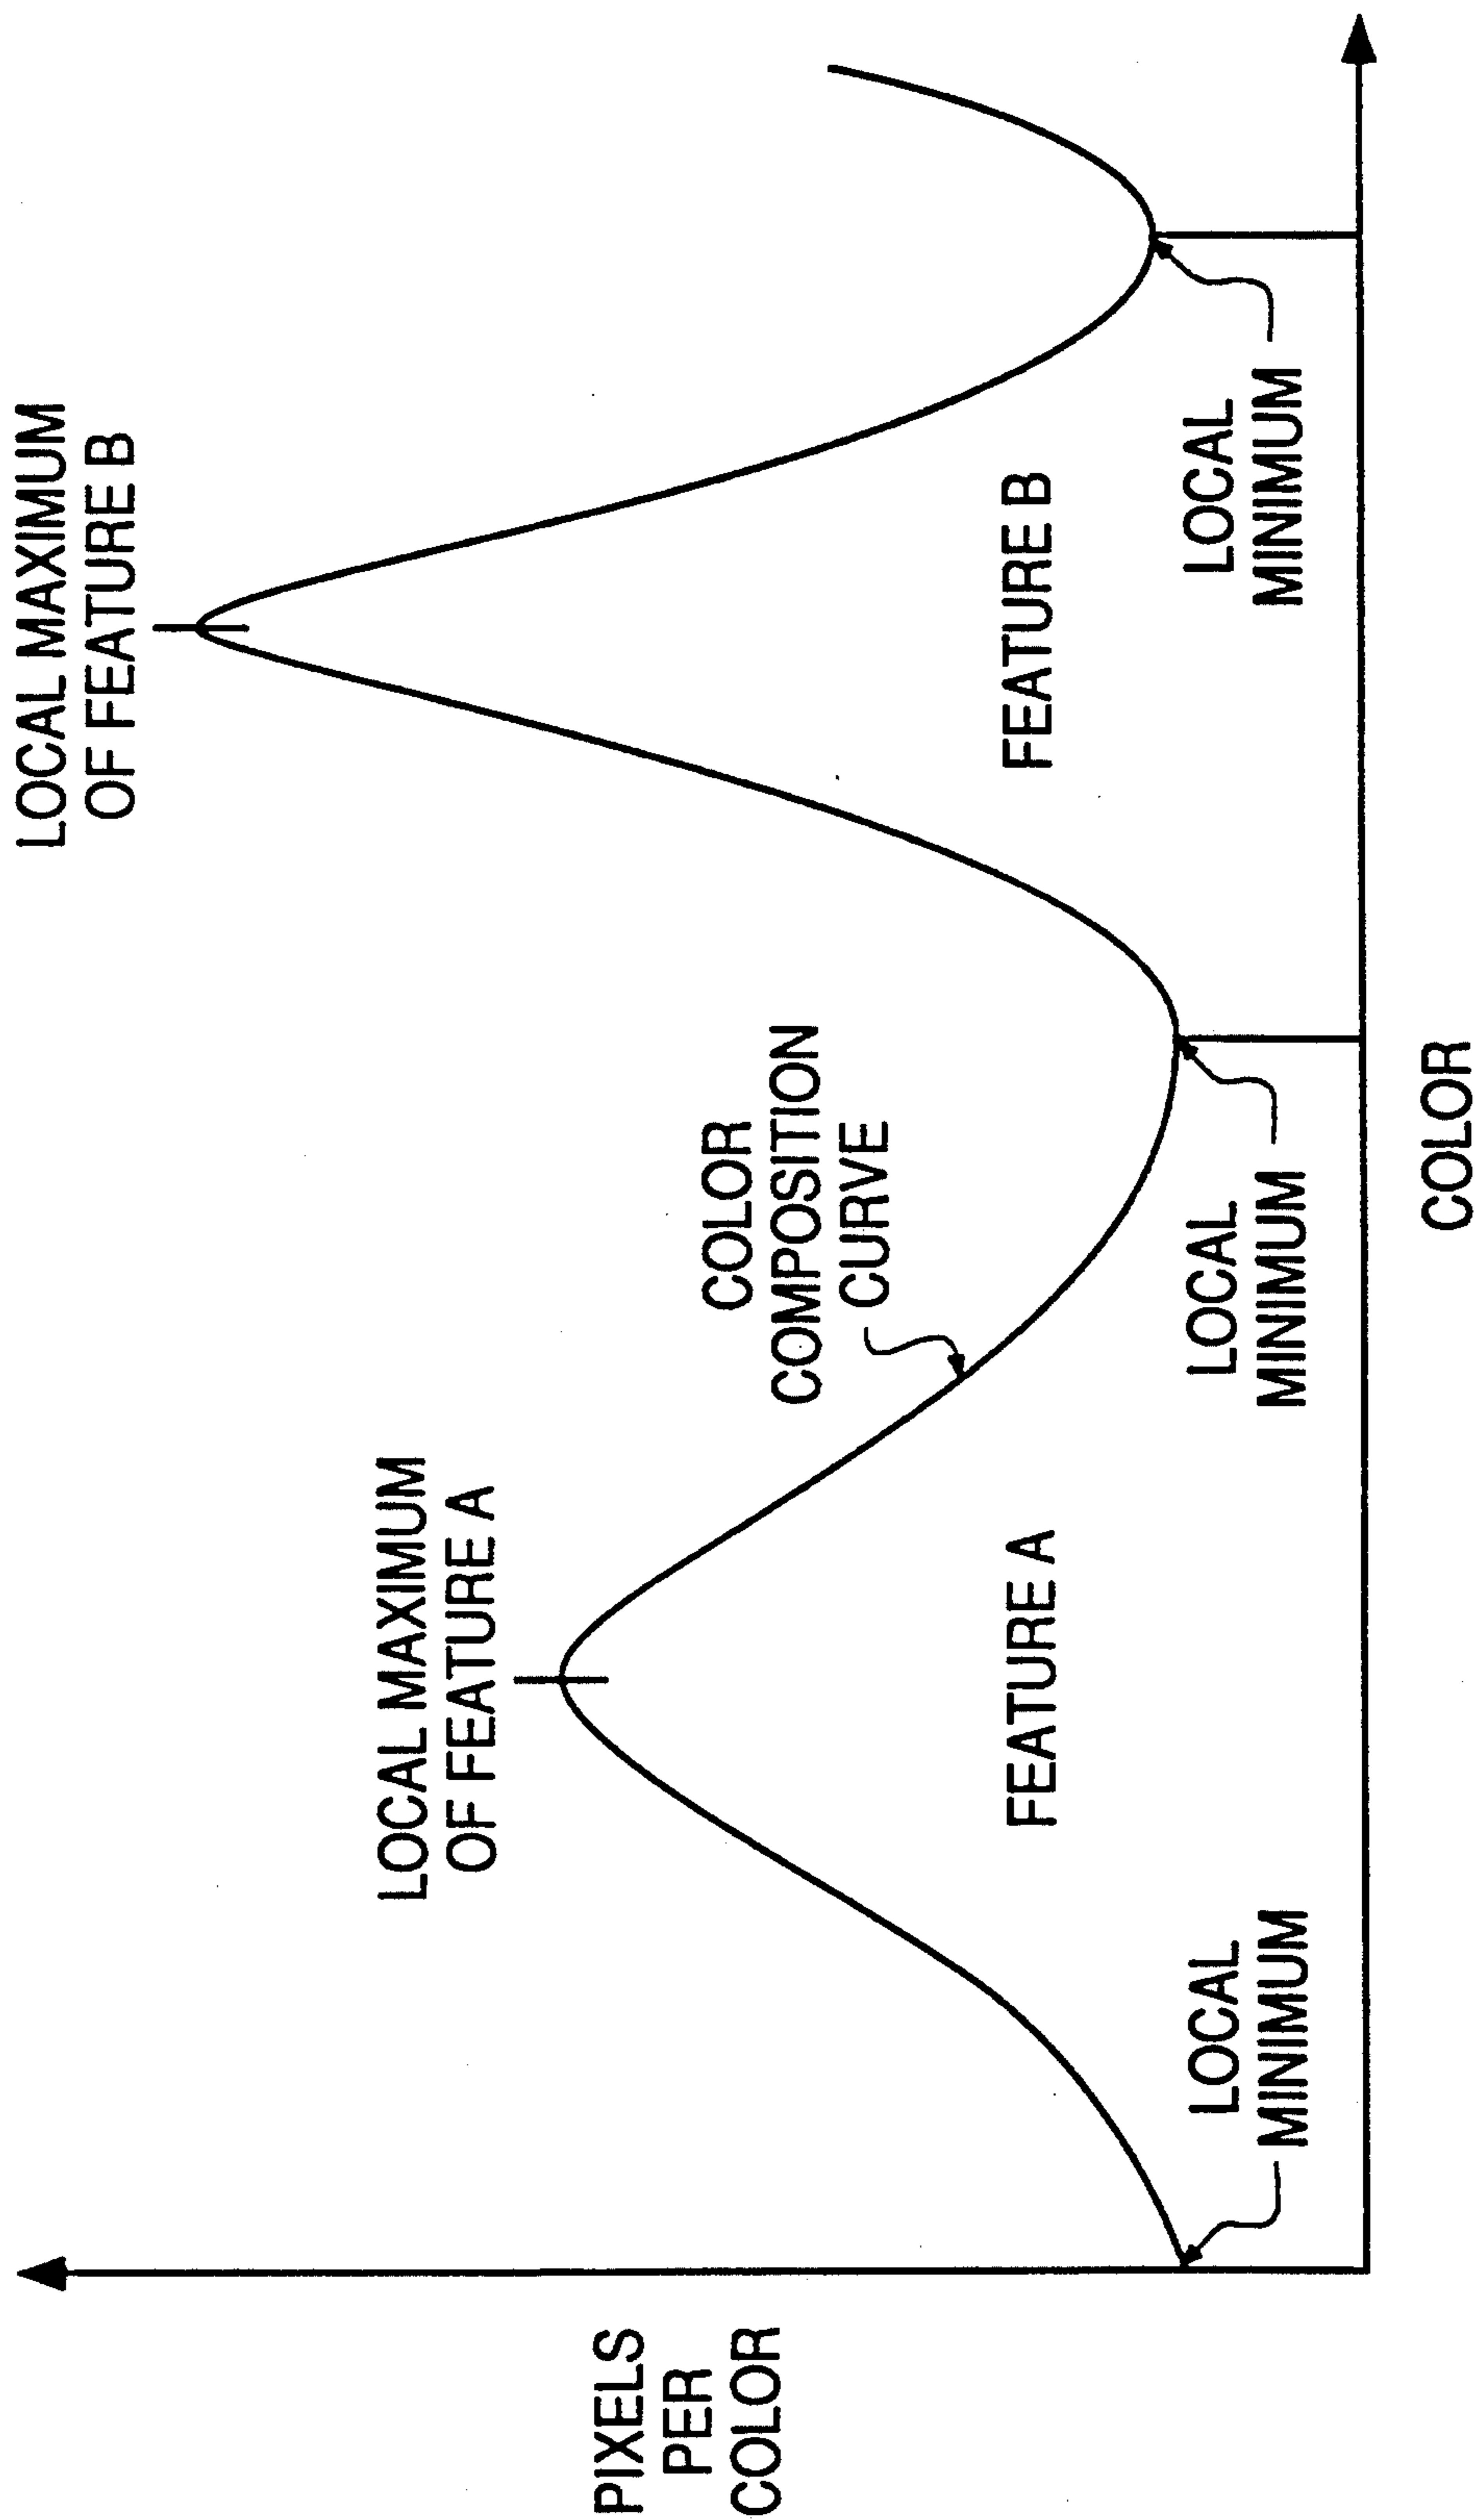 LOCAL MAXIMUM
OF FEATURE B
LOCAL MAXIMUM
OF FEATURE A
COLOR
COMPOSITION
CURVE
PIXELS
PER
COLOR
FEATURE A
FEATURE B
LOCAL
MINIMUM
LOCAL
MINIMUM
LOCAL
MINIMUM
COLOR